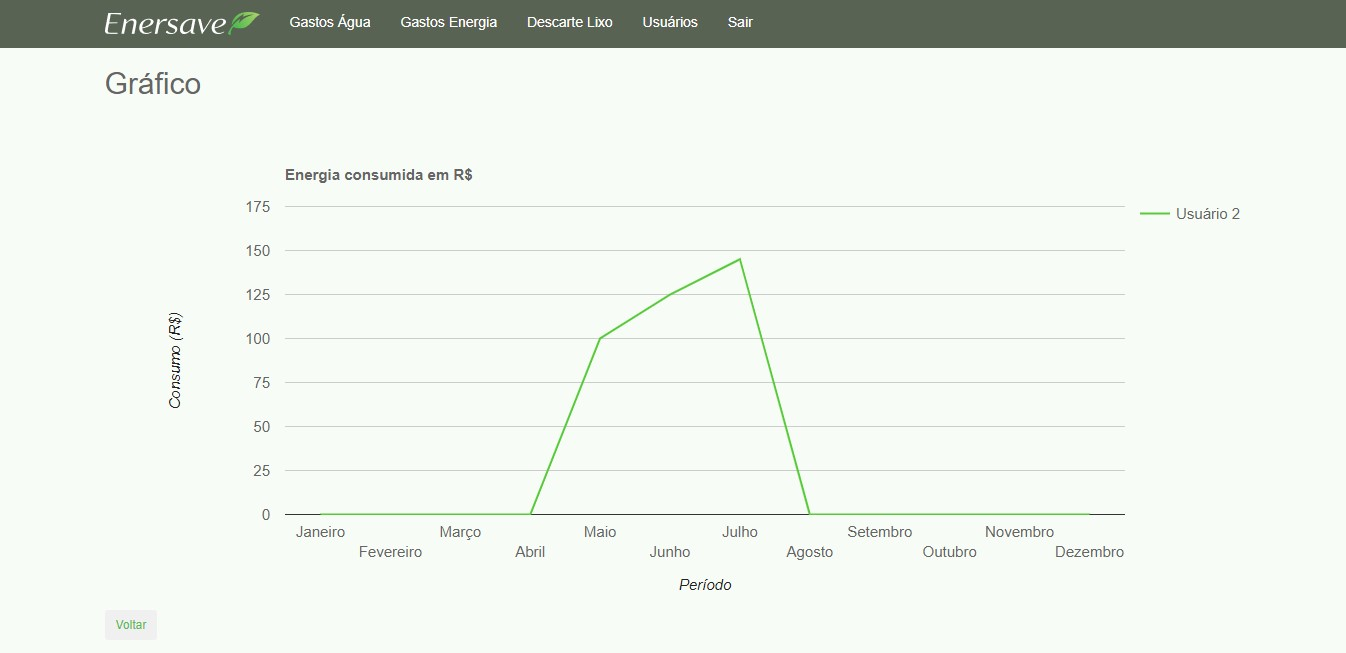 Enersave Gastos Água Gastos Energia Descarte Lixo Usuários Sair
Gráfico
Energia consumida em R$
175
Usuário 2
150
125
100
75
50
25
0
Consumo (R$)
Janeiro Março Maio Julho Setembro Novembro
Fevereiro Abril Junho Agosto Outubro Dezembro
Período
Voltar